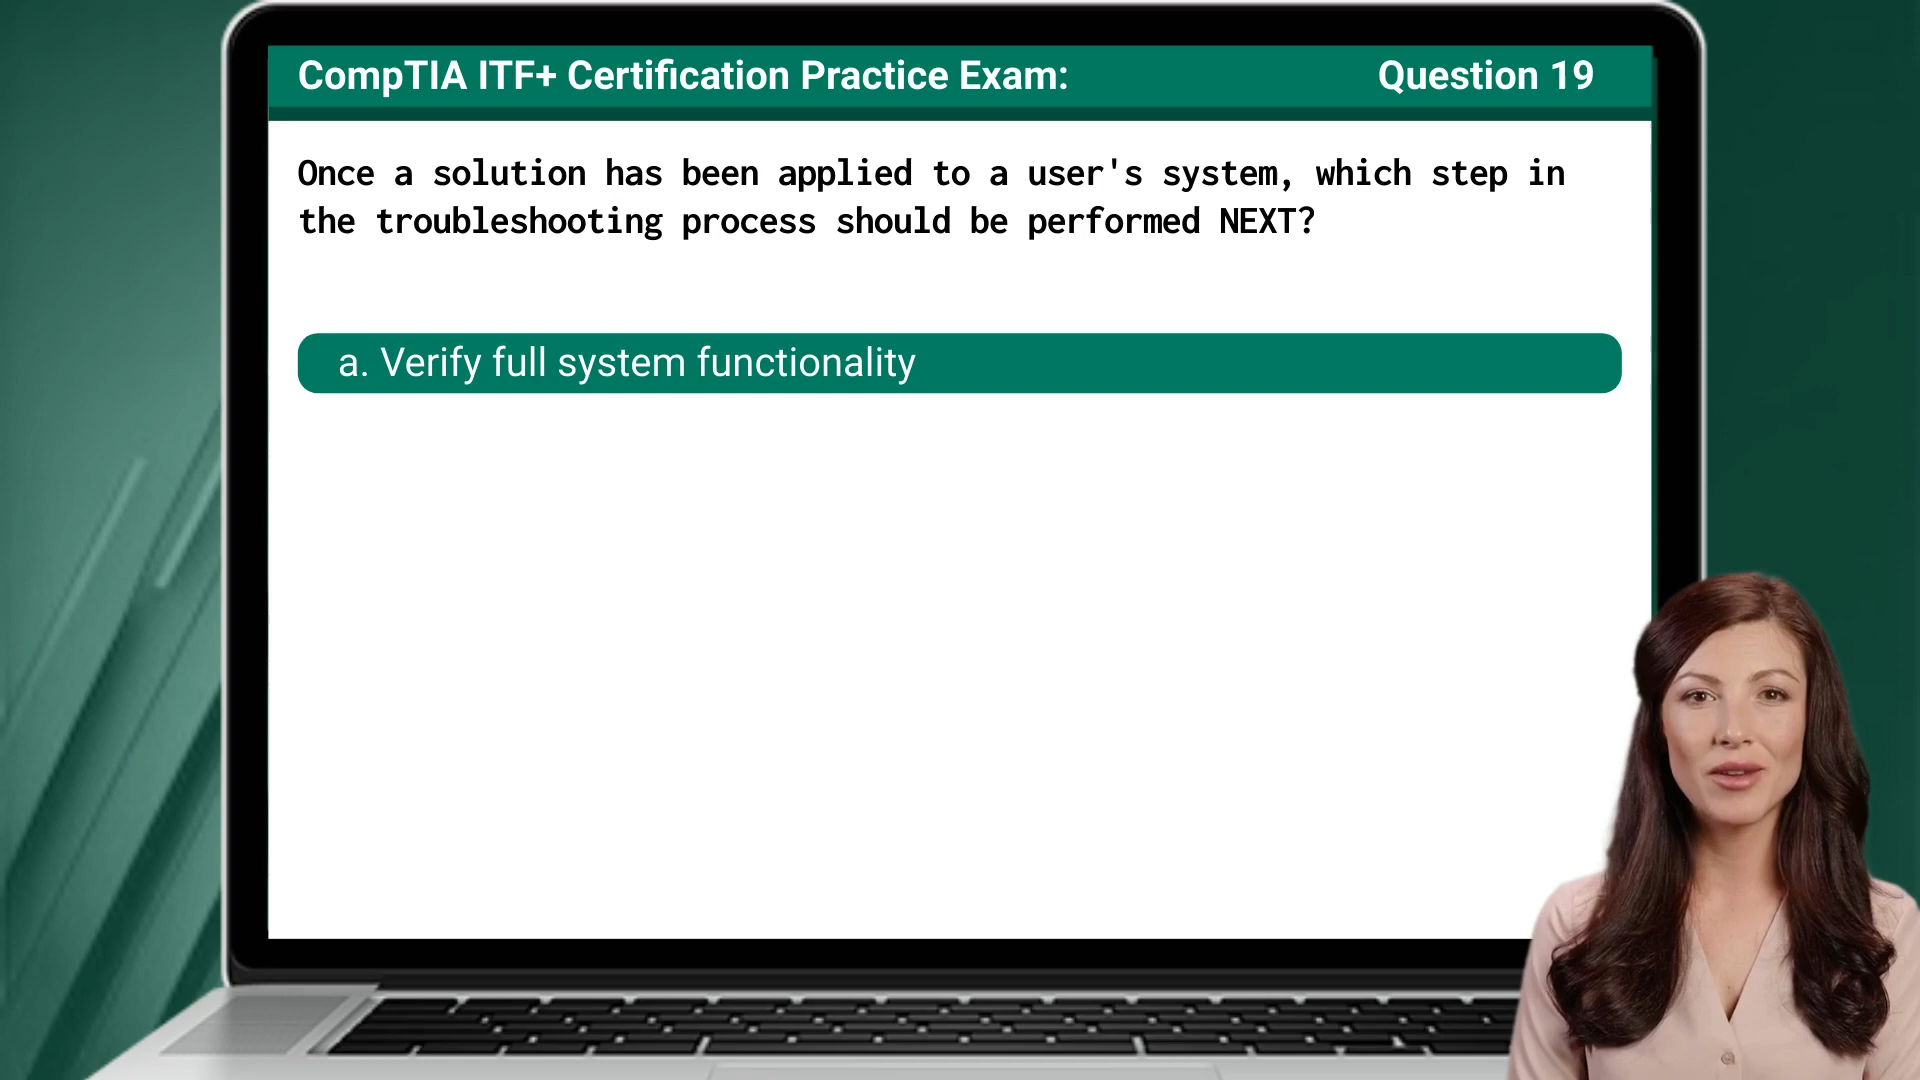 CompTIA ITF+ Certification Practice Exam:
Question 19
Once a solution has been applied to a user's system, which step in
the troubleshooting process should be performed NEXT?
a. Verify full system functionality